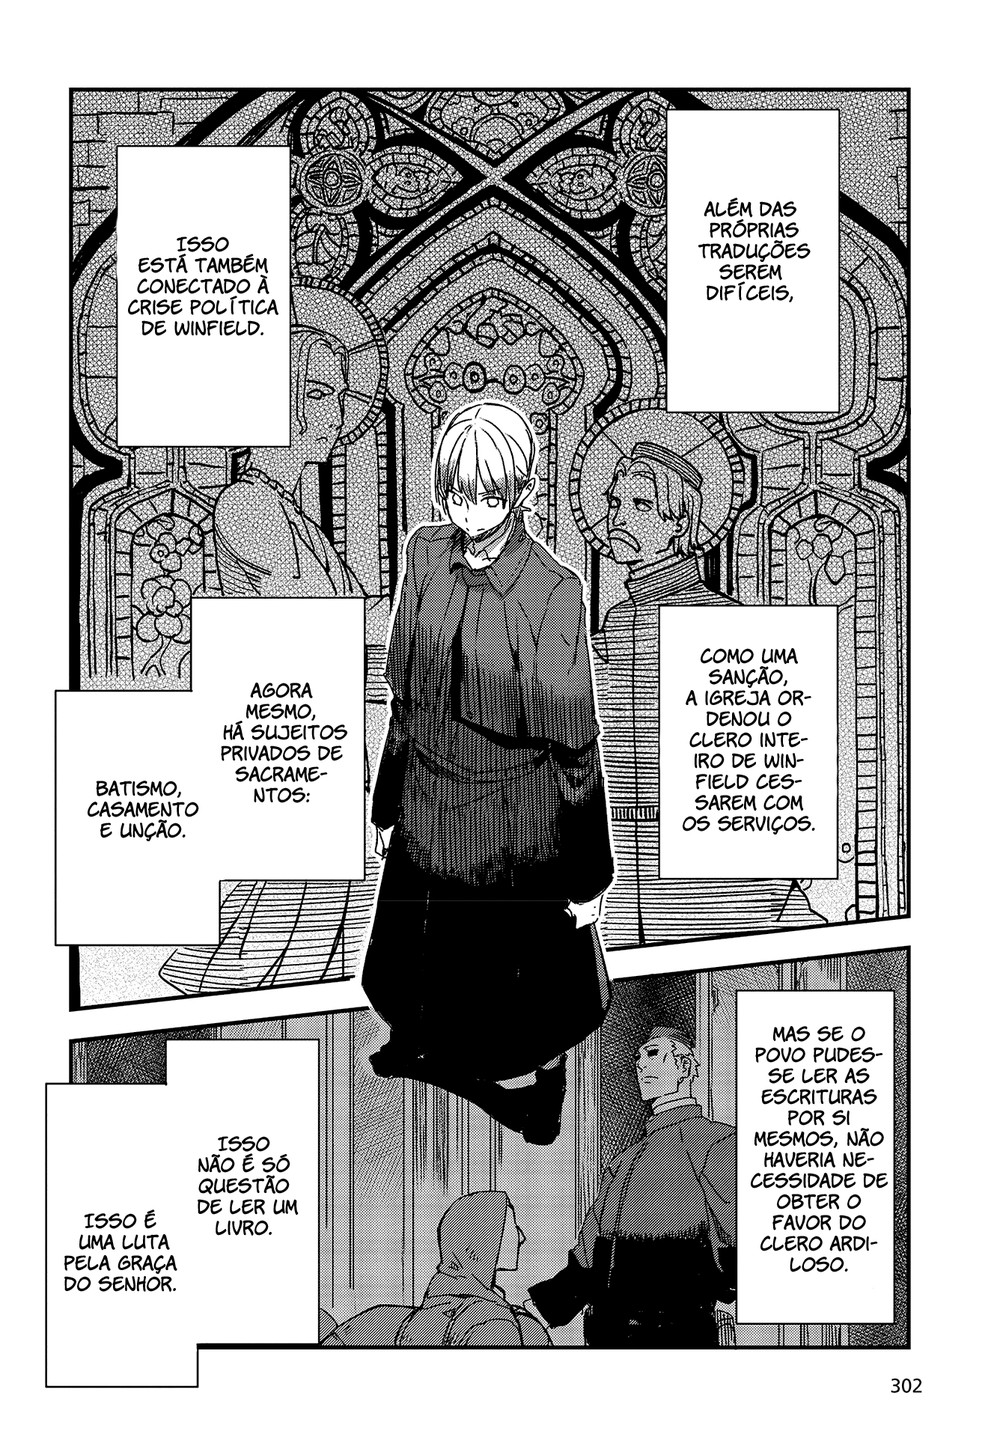 ALÉM DAS
PRÓPRIAS
TRADUÇÕES
SEREM
DIFÍCEIS,
ISSO
ESTÁ TAMBÉM
CONECTADO À
CRISE POLÍTICA
DE WINFIELD.
COMO UMA
SANÇÃO,
A IGREJA OR-
DENOU O
CLERO INTE-
IRO DE WIN-
FIELD CES-
SAREM COM
OS SERVIÇOS.
AGORA
MESMO,
HÁ SUJEITOS
PRIVADOS DE
SACRAME-
NTOS:
BATISMO,
CASAMENTO
E UNÇÃO.
MAS SE O
POVO PUDES-
SE LER AS
ESCRITURAS
POR SI
MESMOS, NÃO
HAVERIA NE-
CESSIDADE DE
OBTER O
FAVOR DO
CLERO ARDI-
LOSO.
ISSO
NÃO É SÓ
QUESTÃO
DE LER UM
LIVRO.
ISSO É
UMA LUTA
PELA GRAÇA
DO SENHOR.
302